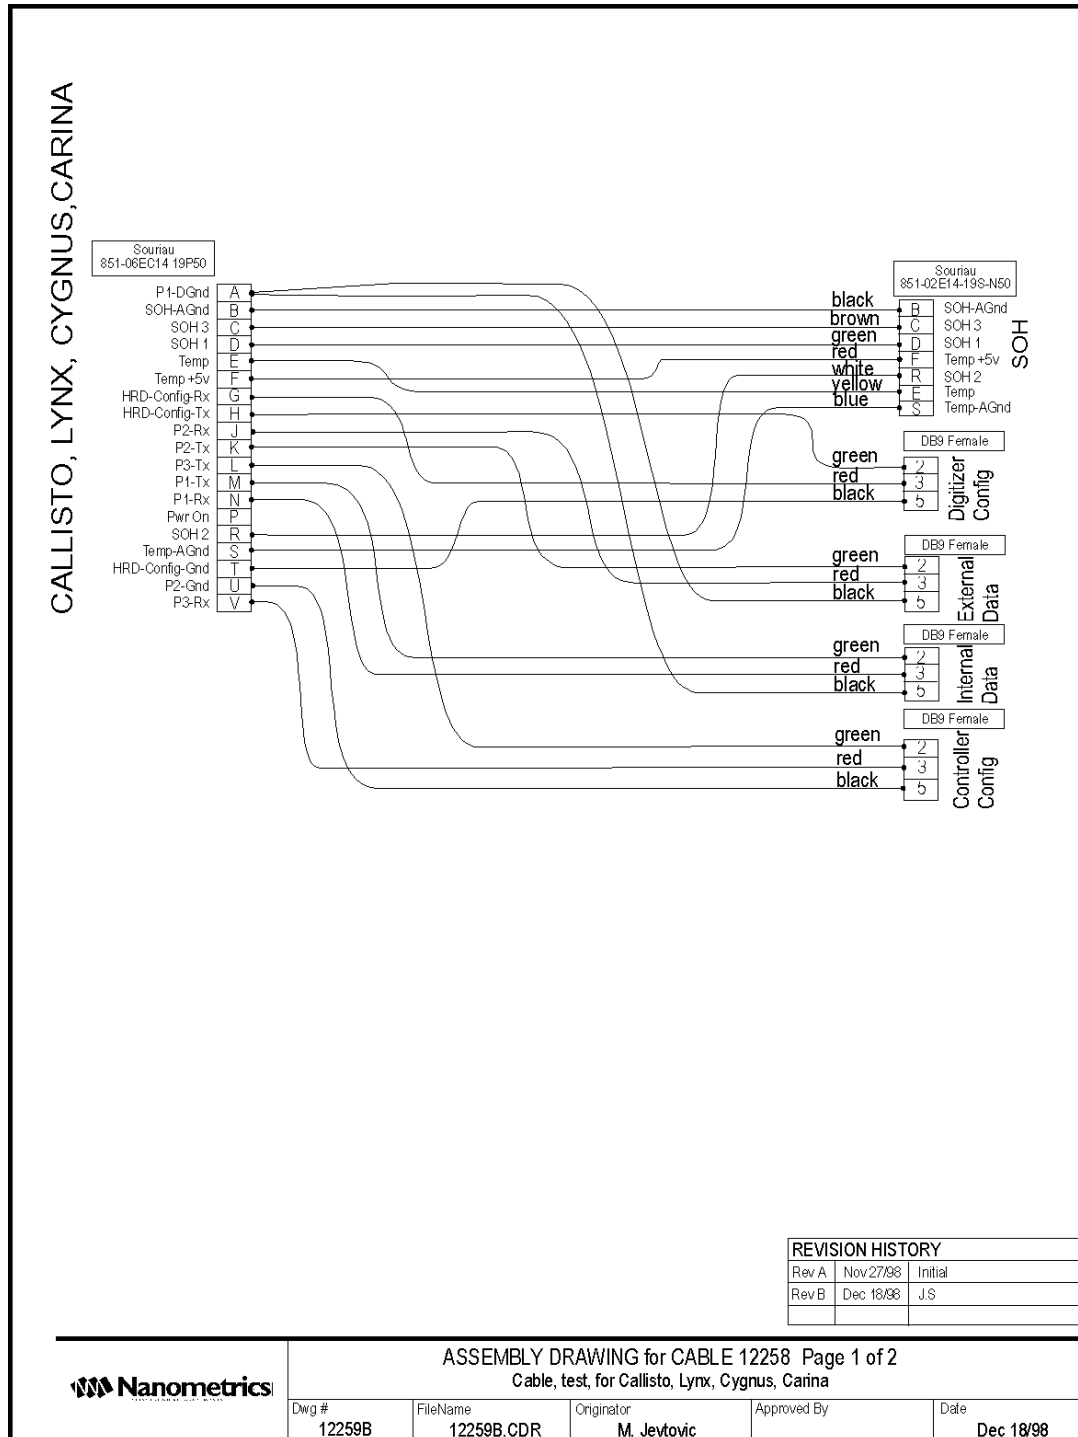 CALLISTO, LYNX, CYGNUS,CARINA
Souriau
851-06EC14 19P50
P1-DGnd A
SOH-AGnd B
SOH 3 C
SOH 1 D
Temp E
Temp +5v F
HRD-Config-Rx G
HRD-Config-Tx H
P2-Rx J
P2-Tx K
P3-Tx L
P1-Tx M
P1-Rx N
Pwr On P
SOH 2 R
Temp-AGnd S
HRD-Config-Gnd T
P2-Gnd U
P3-Rx V
Souriau
851-02E14-19S-N50
black B SOH-AGnd
brown C SOH 3
green D SOH 1
red F Temp +5v
white R SOH 2
yellow E Temp
blue S Temp-AGnd
SOH
DB9 Female
green 2
red 3
black 5
Digitizer
Config
DB9 Female
green 2
red 3
black 5
External
Data
DB9 Female
green 2
red 3
black 5
Internal
Data
DB9 Female
green 2
red 3
black 5
Controller
Config
REVISION HISTORY
Rev A Nov 27/98 Initial
Rev B Dec 18/98 J.S
Nanometrics
ASSEMBLY DRAWING for CABLE 12258 Page 1 of 2
Cable, test, for Callisto, Lynx, Cygnus, Carina
Dwg # FileName Originator Approved By Date
12259B 12259B.CDR M. Jevtovic Dec 18/98